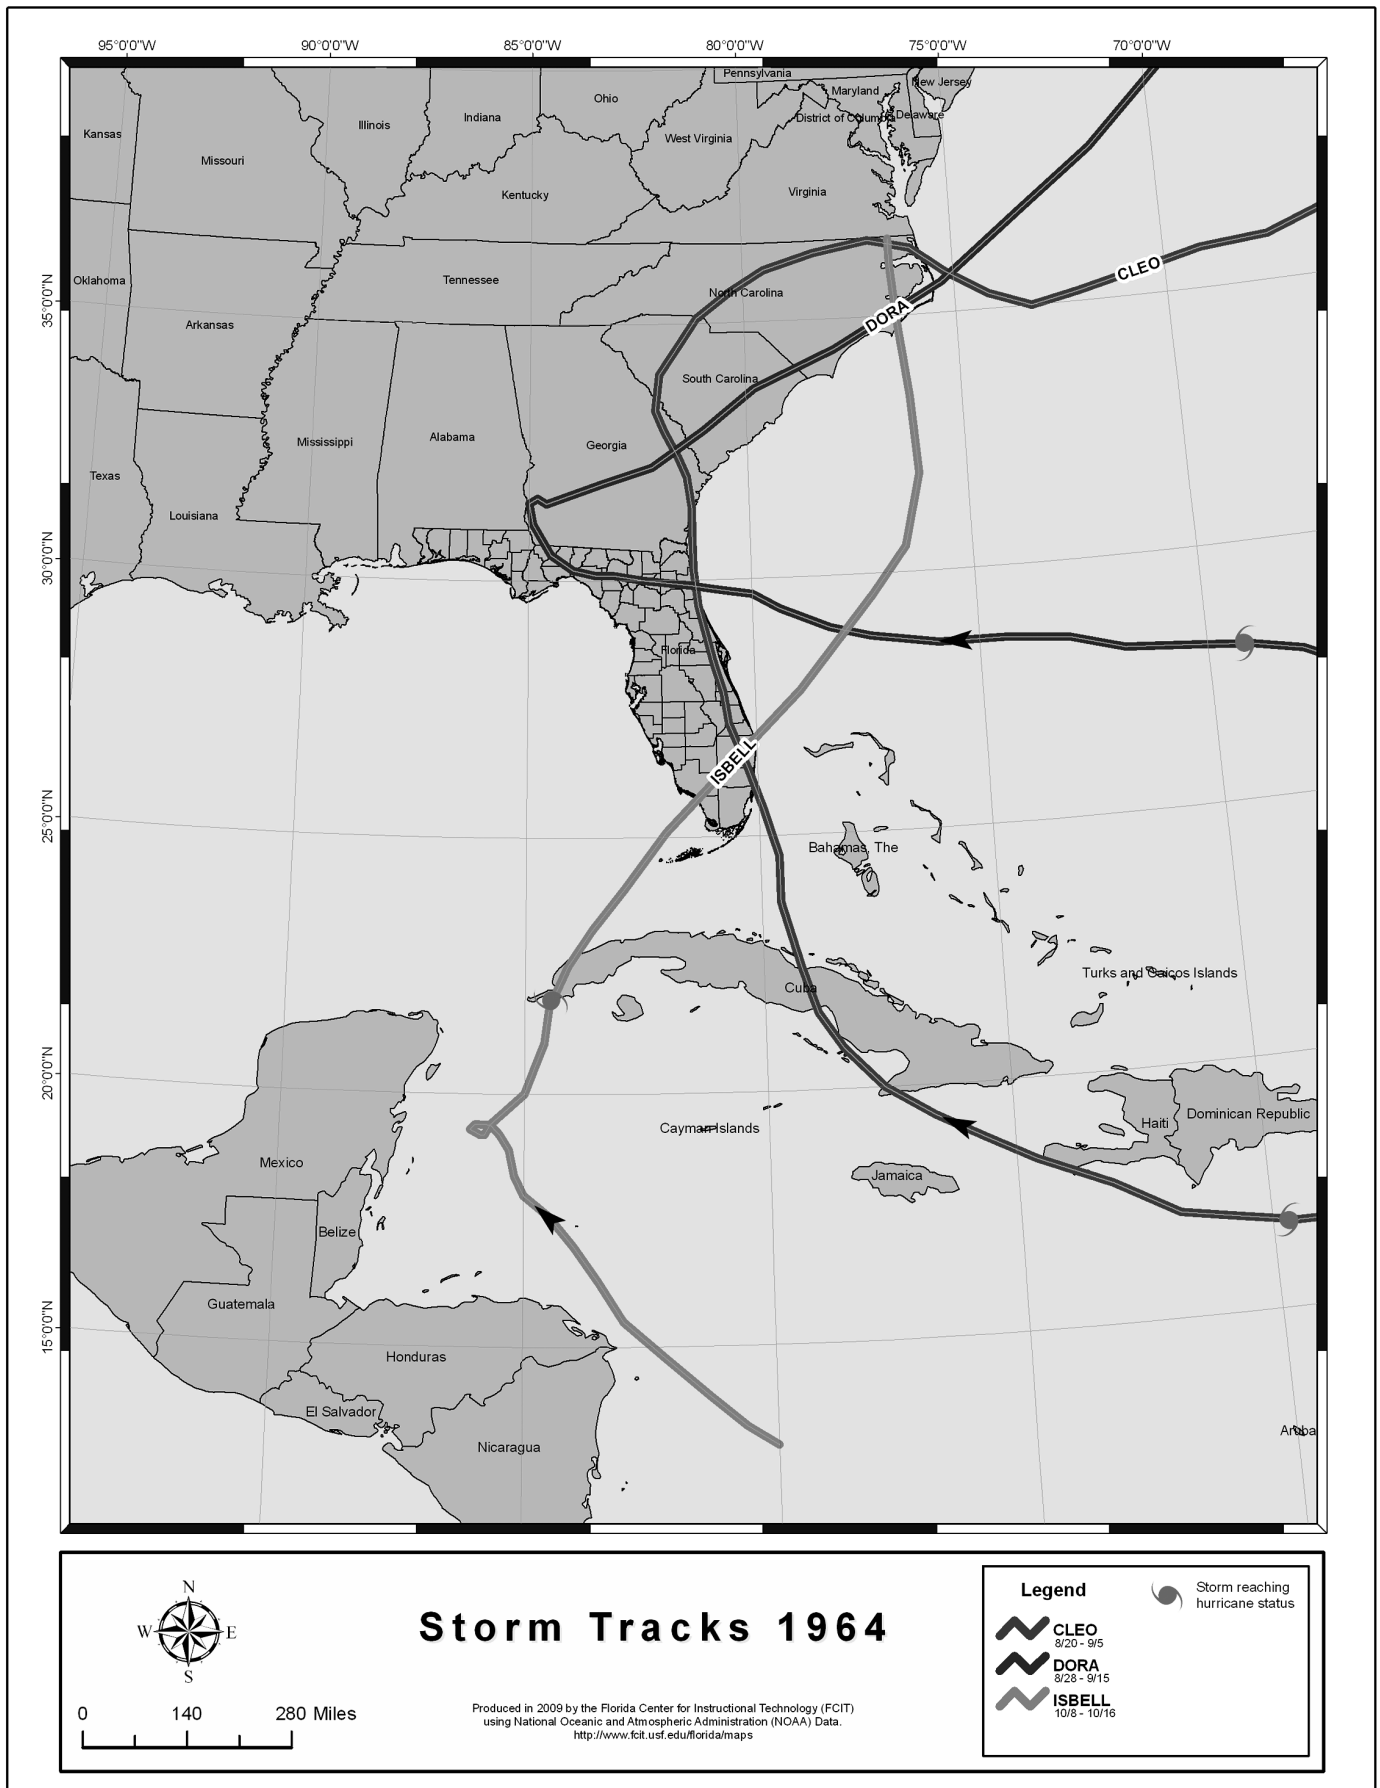 95°0'0"W
90°0'0"W
85°0'0"W
80°0'0"W
75°0'0"W
70°0'0"W
Pennsylvania
New Jersey
Maryland
Ohio
Indiana
Illinois
Kansas
District of Columbia
Delaware
West Virginia
Missouri
Kentucky
Virginia
CLEO
35°0'0"N
Oklahoma
Tennessee
North Carolina
DORA
Arkansas
South Carolina
Mississippi
Alabama
Georgia
Texas
Louisiana
30°0'0"N
Florida
ISBELL
25°0'0"N
Bahamas, The
Turks and Caicos Islands
Cuba
20°0'0"N
Cayman Islands
Haiti
Dominican Republic
Mexico
Jamaica
Belize
Guatemala
15°0'0"N
Honduras
El Salvador
Nicaragua
Aruba
N
W
E
S
0
140
280 Miles
Storm Tracks 1964
Produced in 2009 by the Florida Center for Instructional Technology (FCIT)
using National Oceanic and Atmospheric Administration (NOAA) Data.
http://www.fcit.usf.edu/florida/maps
Legend
CLEO
8/20 - 9/5
DORA
8/28 - 9/15
ISBELL
10/8 - 10/16
Storm reaching
hurricane status